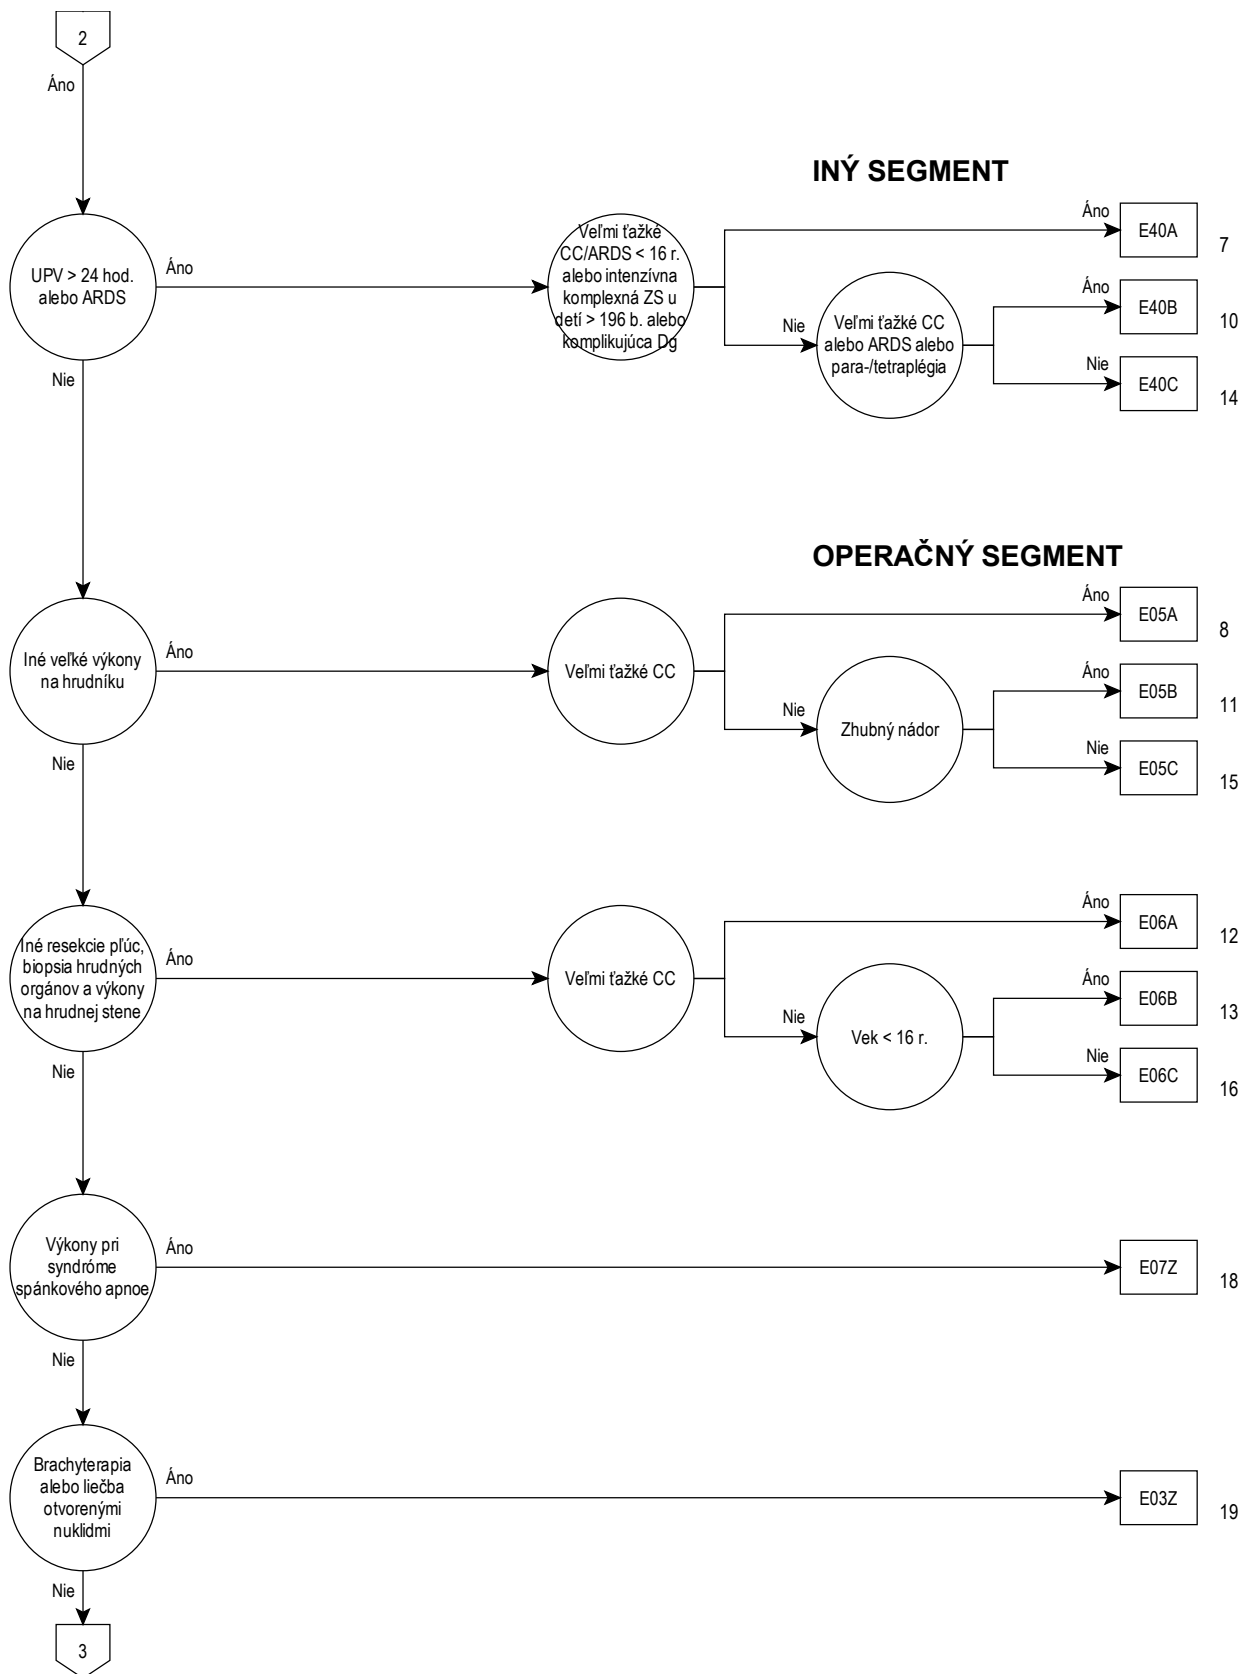 2
Áno
INÝ SEGMENT
UPV > 24 hod.
alebo ARDS
Áno
Veľmi ťažké
CC/ARDS < 16 r.
alebo intenzívna
komplexná ZS u
detí > 196 b. alebo
komplikujúca Dg
Áno
E40A
7
Nie
Veľmi ťažké CC
alebo ARDS alebo
para-/tetraplégia
Áno
E40B
10
Nie
E40C
14
Nie
OPERAČNÝ SEGMENT
Iné veľké výkony
na hrudníku
Áno
Veľmi ťažké CC
Áno
E05A
8
Nie
Zhubný nádor
Áno
E05B
11
Nie
E05C
15
Nie
Iné resekcie pľúc,
biopsia hrudných
orgánov a výkony
na hrudnej stene
Áno
Veľmi ťažké CC
Áno
E06A
12
Nie
Vek < 16 r.
Áno
E06B
13
Nie
E06C
16
Nie
Výkony pri
syndróme
spánkového apnoe
Áno
E07Z
18
Nie
Brachyterapia
alebo liečba
otvorenými
nuklidmi
Áno
E03Z
19
Nie
3